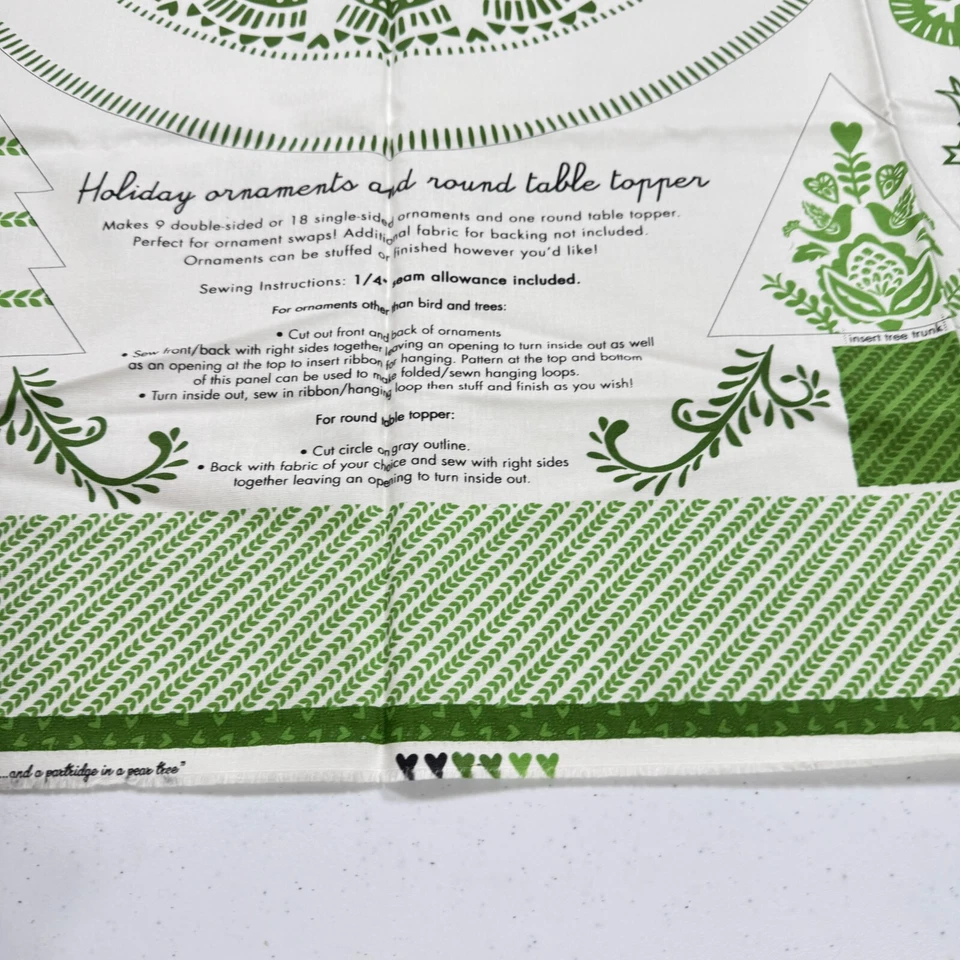 Holiday ornaments and round table topper
Makes 9 double-sided or 18 single-sided ornaments and one round table topper.
Perfect for ornament swaps! Additional fabric for backing not included.
Ornaments can be stuffed or finished however you'd like!
Sewing Instructions: 1/4" seam allowance included.
For ornaments other than bird and trees:
• Cut out front and back of ornaments
• Sew front/back with right sides together leaving an opening to turn inside out as well
as an opening at the top to insert ribbon for hanging. Pattern at the top and bottom
of this panel can be used to make folded/sewn hanging loops.
• Turn inside out, sew in ribbon/hanging loop then stuff and finish as you wish!
For round table topper:
• Cut circle on gray outline.
• Back with fabric of your choice and sew with right sides
together leaving an opening to turn inside out.
insert tree trunk
...and a partridge in a pear tree"